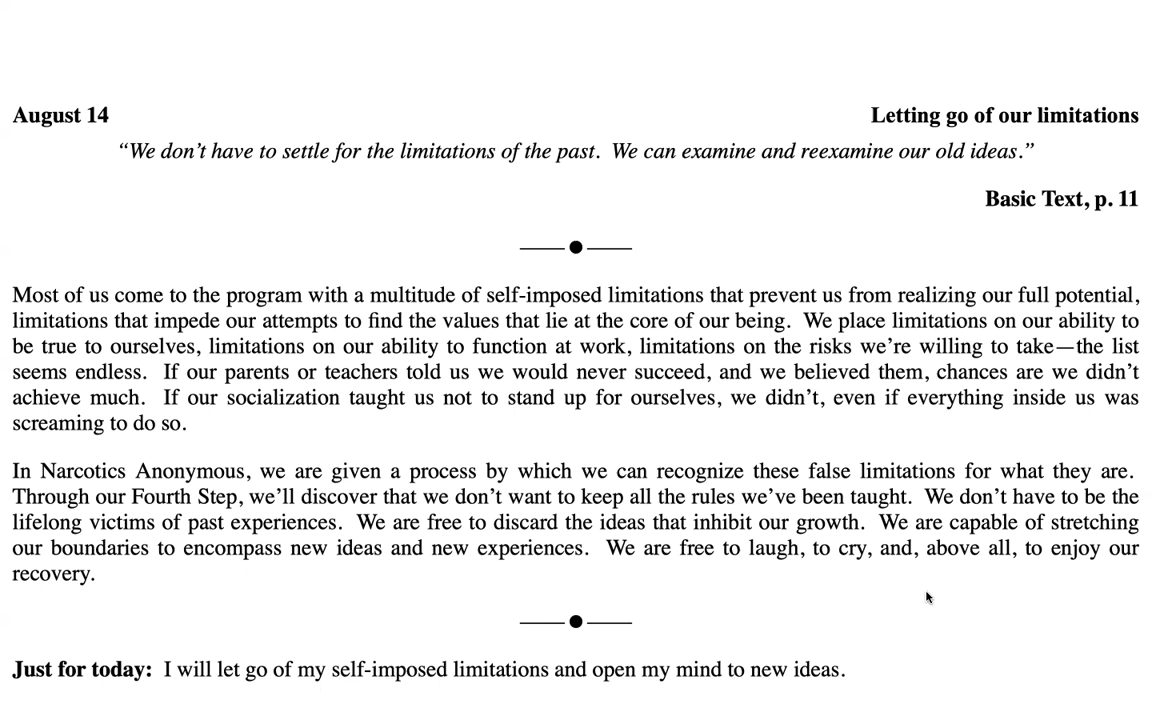 August 14
Letting go of our limitations
“We don’t have to settle for the limitations of the past. We can examine and reexamine our old ideas.”
Basic Text, p. 11
Most of us come to the program with a multitude of self-imposed limitations that prevent us from realizing our full potential,
limitations that impede our attempts to find the values that lie at the core of our being. We place limitations on our ability to
be true to ourselves, limitations on our ability to function at work, limitations on the risks we’re willing to take—the list
seems endless. If our parents or teachers told us we would never succeed, and we believed them, chances are we didn’t
achieve much. If our socialization taught us not to stand up for ourselves, we didn’t, even if everything inside us was
screaming to do so.
In Narcotics Anonymous, we are given a process by which we can recognize these false limitations for what they are.
Through our Fourth Step, we’ll discover that we don’t want to keep all the rules we’ve been taught. We don’t have to be the
lifelong victims of past experiences. We are free to discard the ideas that inhibit our growth. We are capable of stretching
our boundaries to encompass new ideas and new experiences. We are free to laugh, to cry, and, above all, to enjoy our
recovery.
Just for today: I will let go of my self-imposed limitations and open my mind to new ideas.